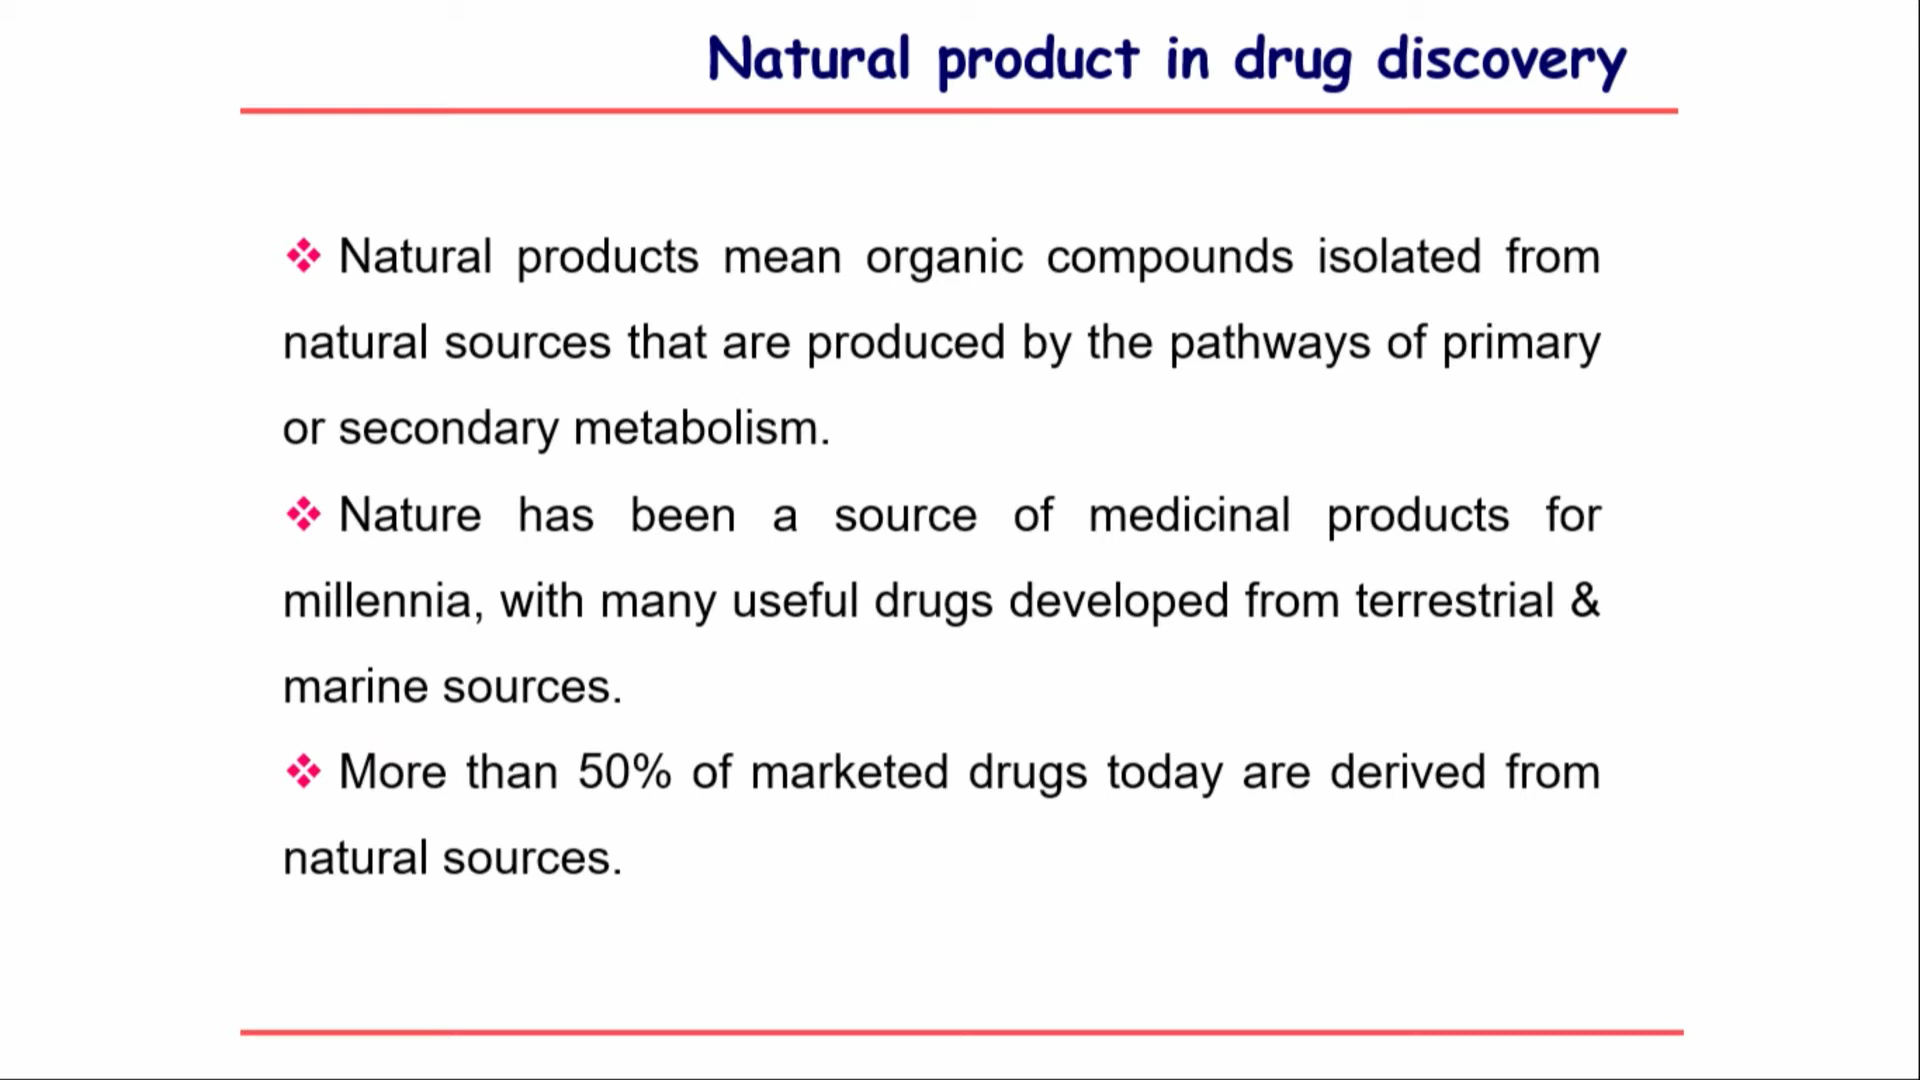 Natural product in drug discovery
❖ Natural products mean organic compounds isolated from
natural sources that are produced by the pathways of primary
or secondary metabolism.
❖ Nature has been a source of medicinal products for
millennia, with many useful drugs developed from terrestrial &
marine sources.
❖ More than 50% of marketed drugs today are derived from
natural sources.